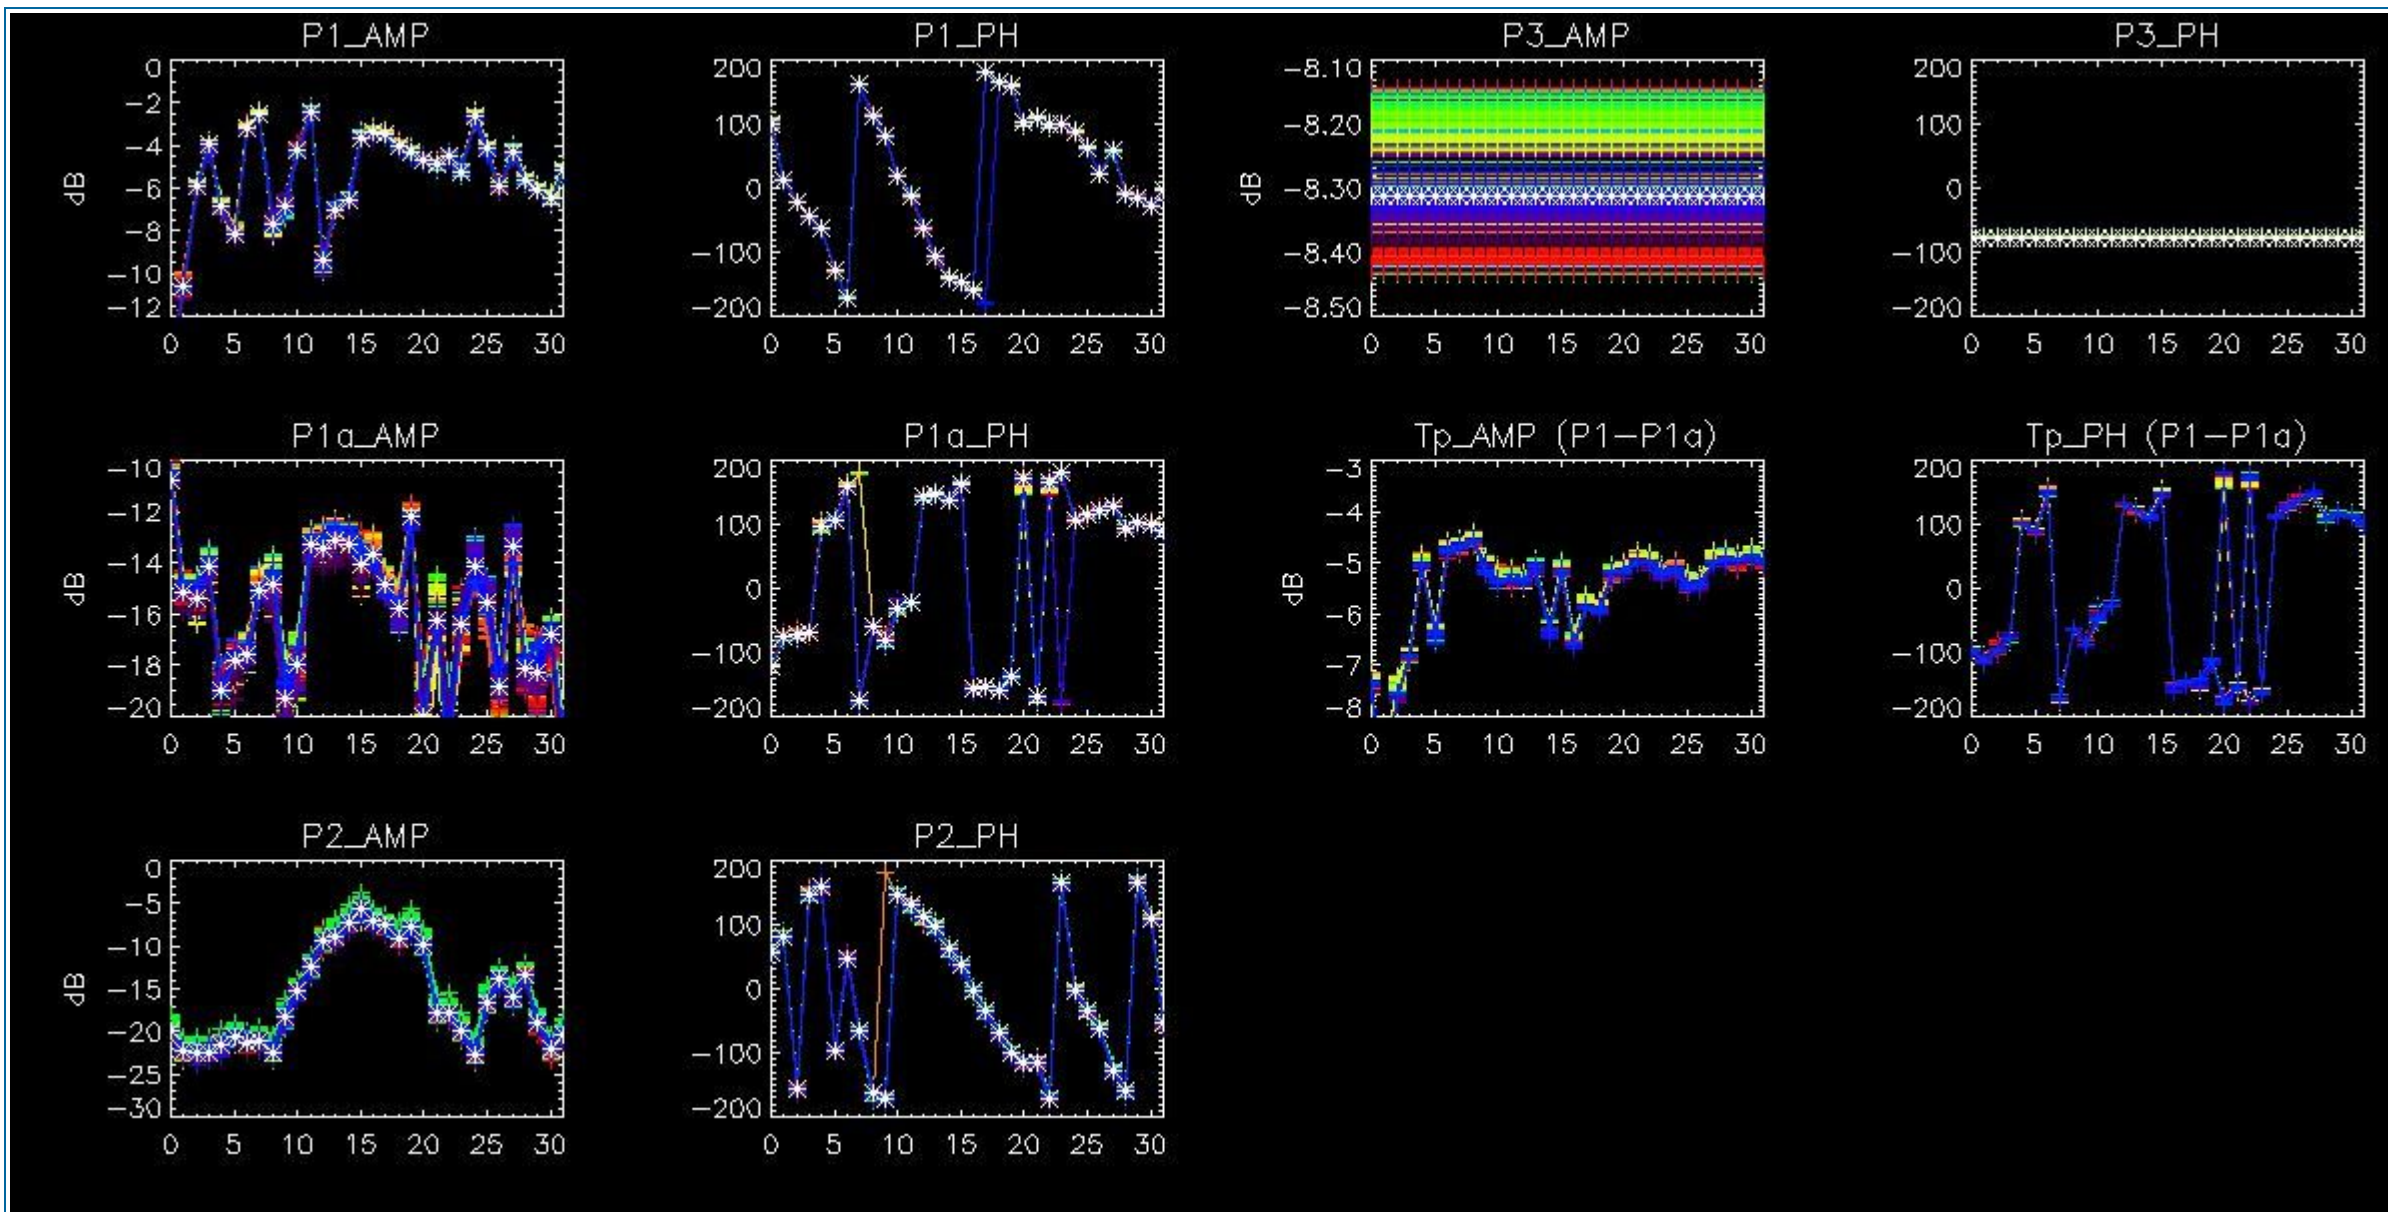 P1_AMP P1_PH P3_AMP P3_PH
0 200 -8.10 200
-2 100 -8.20 100
-4 0 -8.30 0
-6 -100 -8.40 -100
-8 -200 -8.50 -200
-10
-12
dB dB
0 5 10 15 20 25 30 0 5 10 15 20 25 30 0 5 10 15 20 25 30 0 5 10 15 20 25 30
P1a_AMP P1a_PH Tp_AMP (P1-P1a) Tp_PH (P1-P1a)
-10 200 -3 200
-12 100 -4 100
-14 0 -5 0
-16 -100 -6 -100
-18 -200 -7 -200
-20 -8
dB dB
0 5 10 15 20 25 30 0 5 10 15 20 25 30 0 5 10 15 20 25 30 0 5 10 15 20 25 30
P2_AMP P2_PH
0 200
-5 100
-10 0
-15 -100
-20 -200
-25
-30
dB
0 5 10 15 20 25 30 0 5 10 15 20 25 30